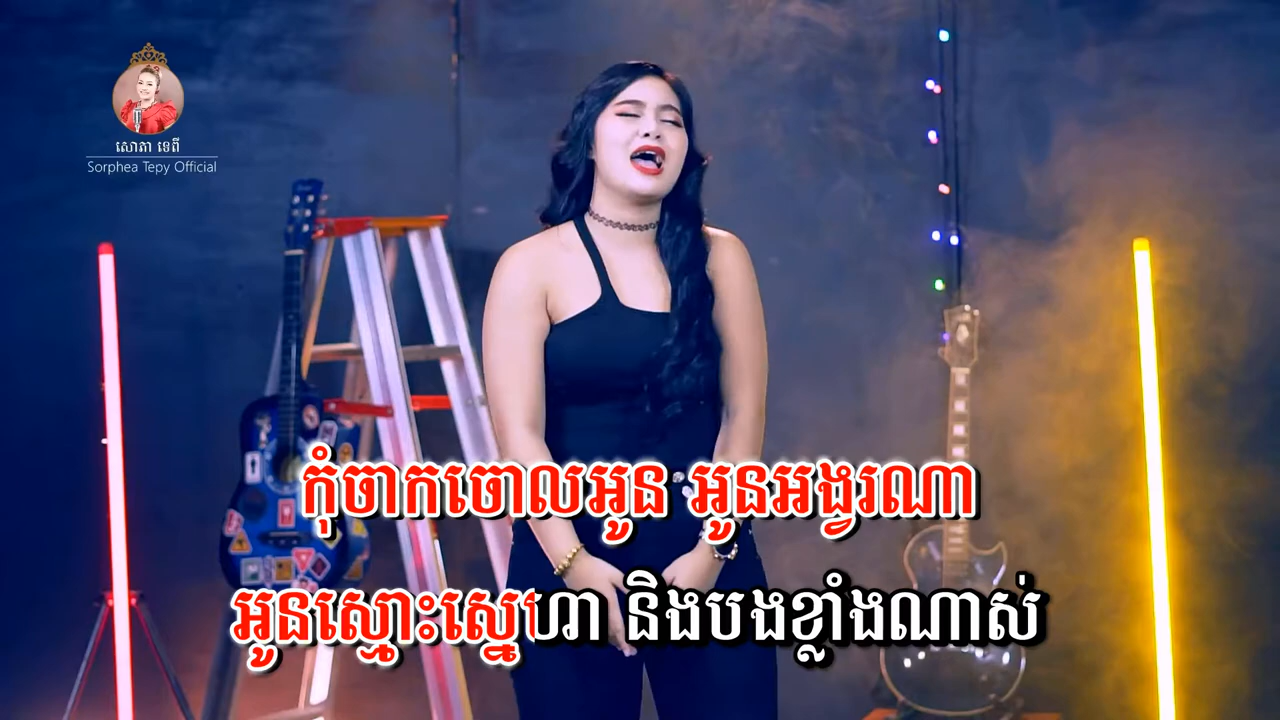 សោភា ទេពី
Sorphea Tepy Official
កុំចាកចោលអូន អូនអង្វរណា
អូនស្មោះស្នេហា និងបងខ្លាំងណាស់